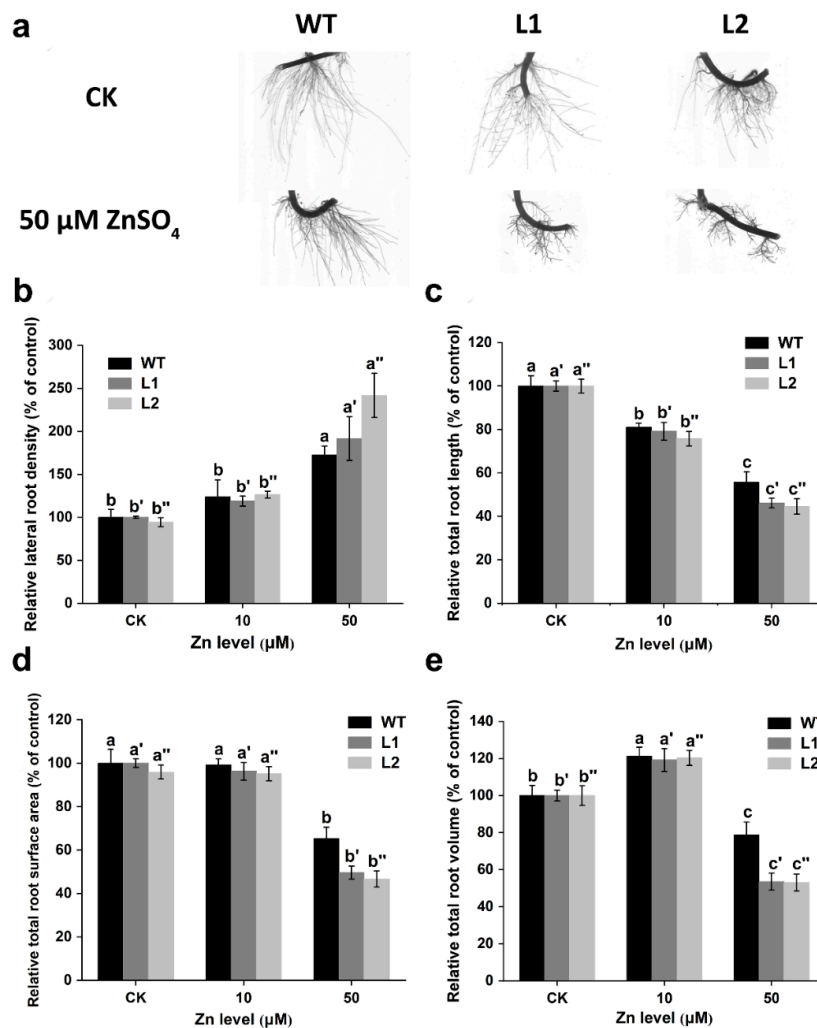 a
WT L1 L2
CK
50 µM ZnSO4
b
Relative lateral root density (% of control)
300
250
200
150
100
50
0
WT
L1
L2
b b' b''
b b' b''
a a' a''
CK 10 50
Zn level (µM)
c
Relative total root length (% of control)
120
100
80
60
40
20
0
WT
L1
L2
a a' a''
b b' b''
c c' c''
CK 10 50
Zn level (µM)
d
Relative total root surface area (% of control)
120
100
80
60
40
20
0
WT
L1
L2
a a' a''
a a' a''
b b' b''
CK 10 50
Zn level (µM)
e
Relative total root volume (% of control)
140
120
100
80
60
40
20
0
WT
L1
L2
b b' b''
a a' a''
c c' c''
CK 10 50
Zn level (µM)